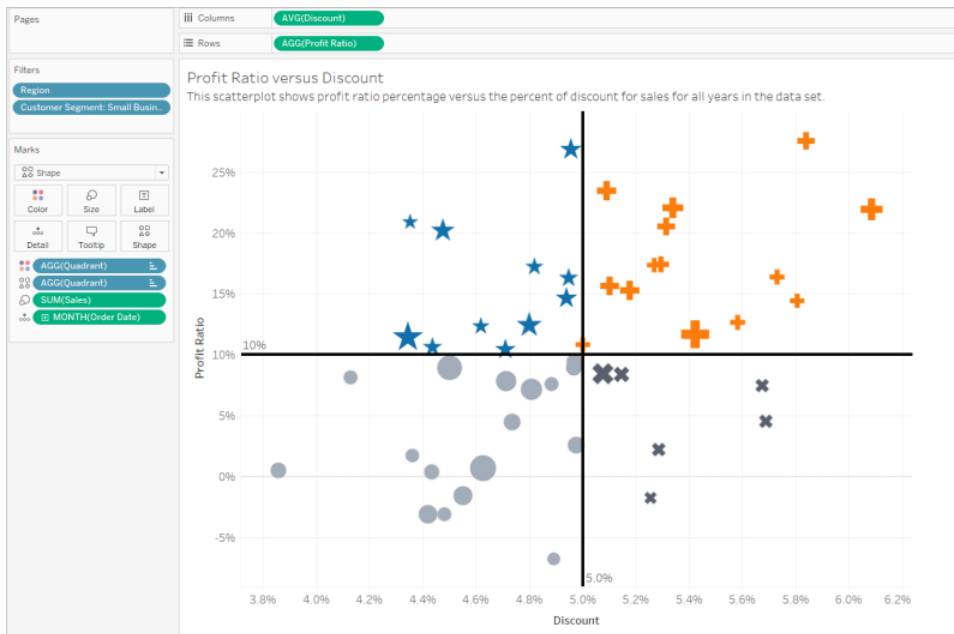 Pages
Columns
AVG(Discount)
Rows
AGG(Profit Ratio)
Filters
Region
Customer Segment: Small Busin..
Marks
Shape
Color
Size
Label
Detail
Tooltip
Shape
AGG(Quadrant)
AGG(Quadrant)
SUM(Sales)
MONTH(Order Date)
Profit Ratio versus Discount
This scatterplot shows profit ratio percentage versus the percent of discount for sales for all years in the data set.
Profit Ratio
25%
20%
15%
10%
10%
5%
0%
-5%
5.0%
3.8%
4.0%
4.2%
4.4%
4.6%
4.8%
5.0%
5.2%
5.4%
5.6%
5.8%
6.0%
6.2%
Discount